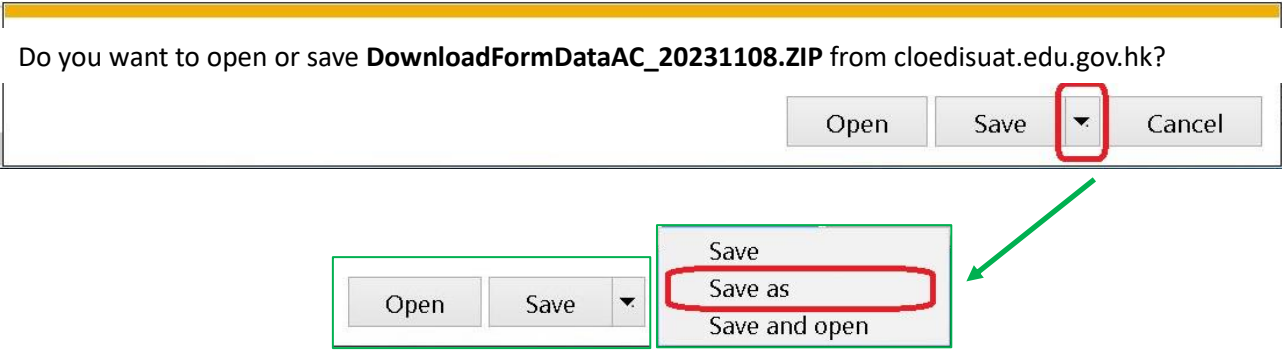 Do you want to open or save DownloadFormDataAC_20231108.ZIP from cloedisuat.edu.gov.hk?
Open Save Cancel
Save
Open Save Save as
Save and open